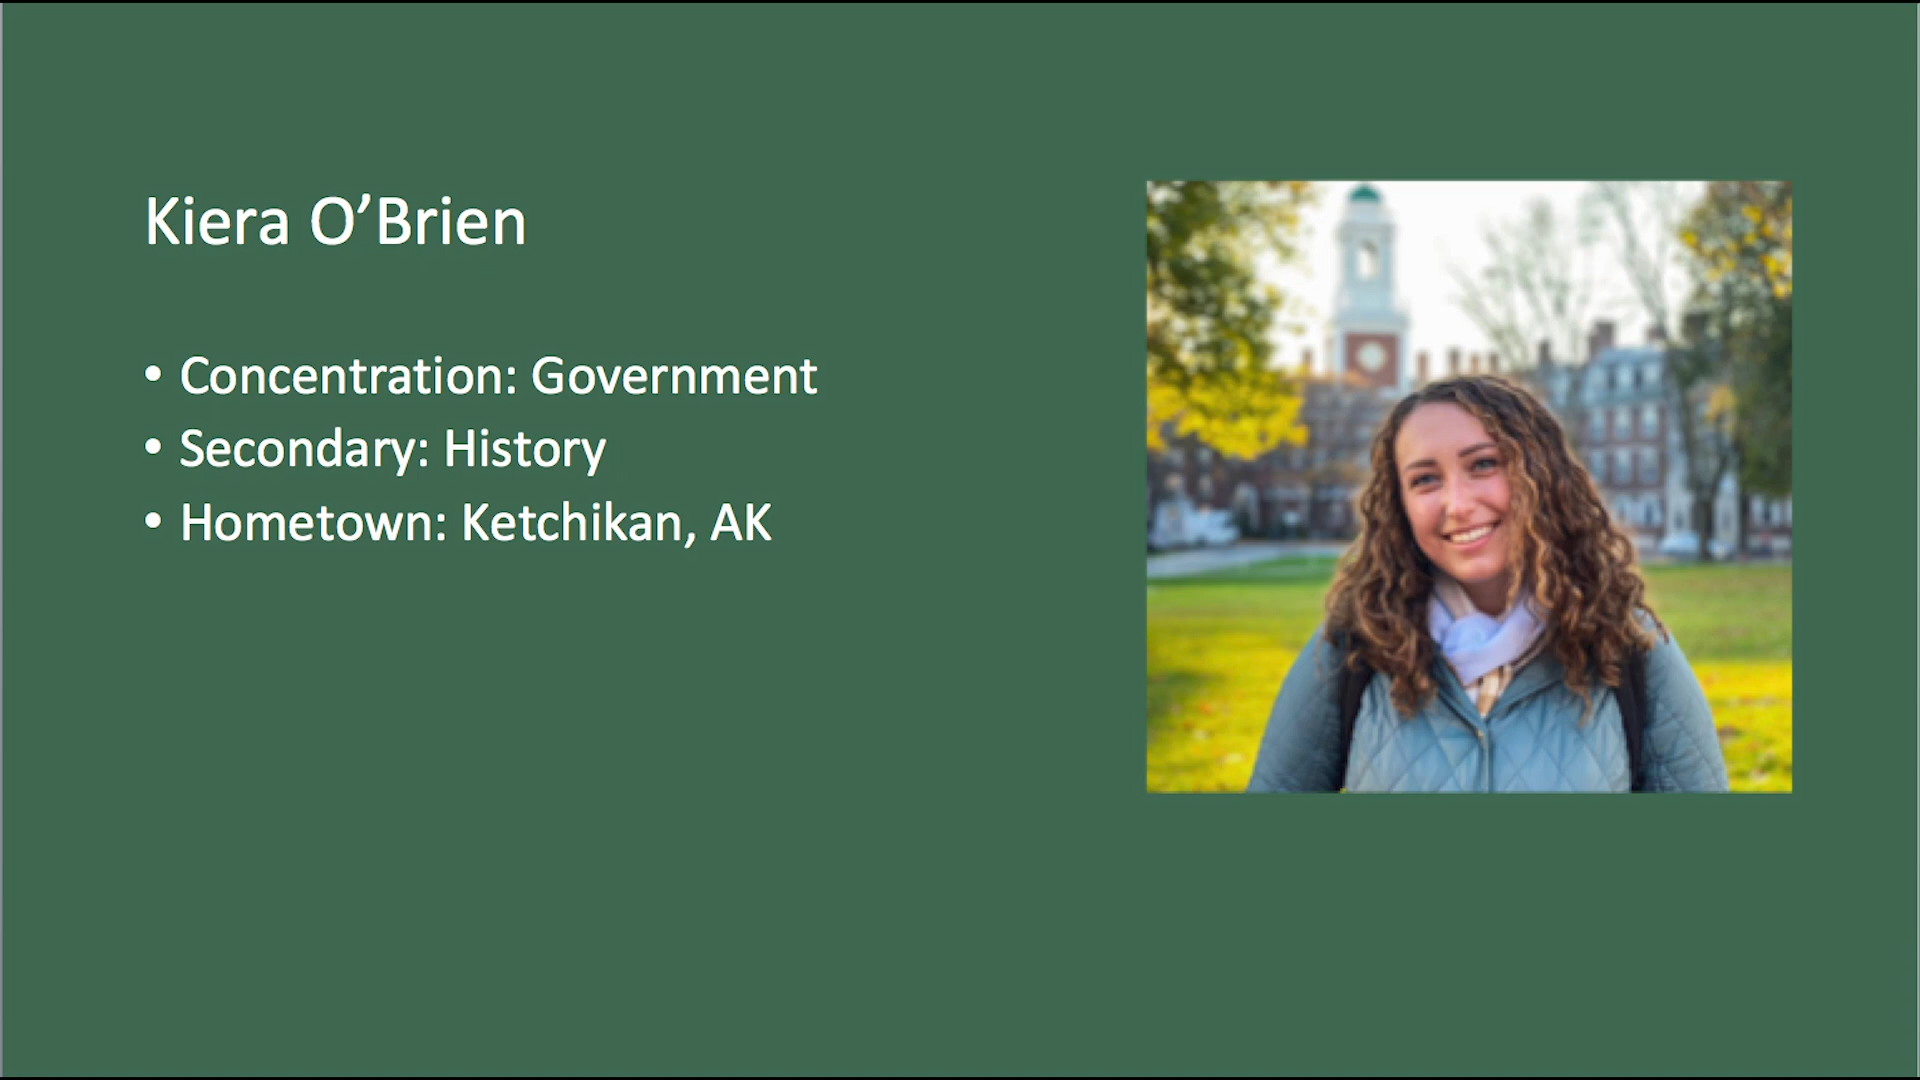 Kiera O’Brien
• Concentration: Government
• Secondary: History
• Hometown: Ketchikan, AK